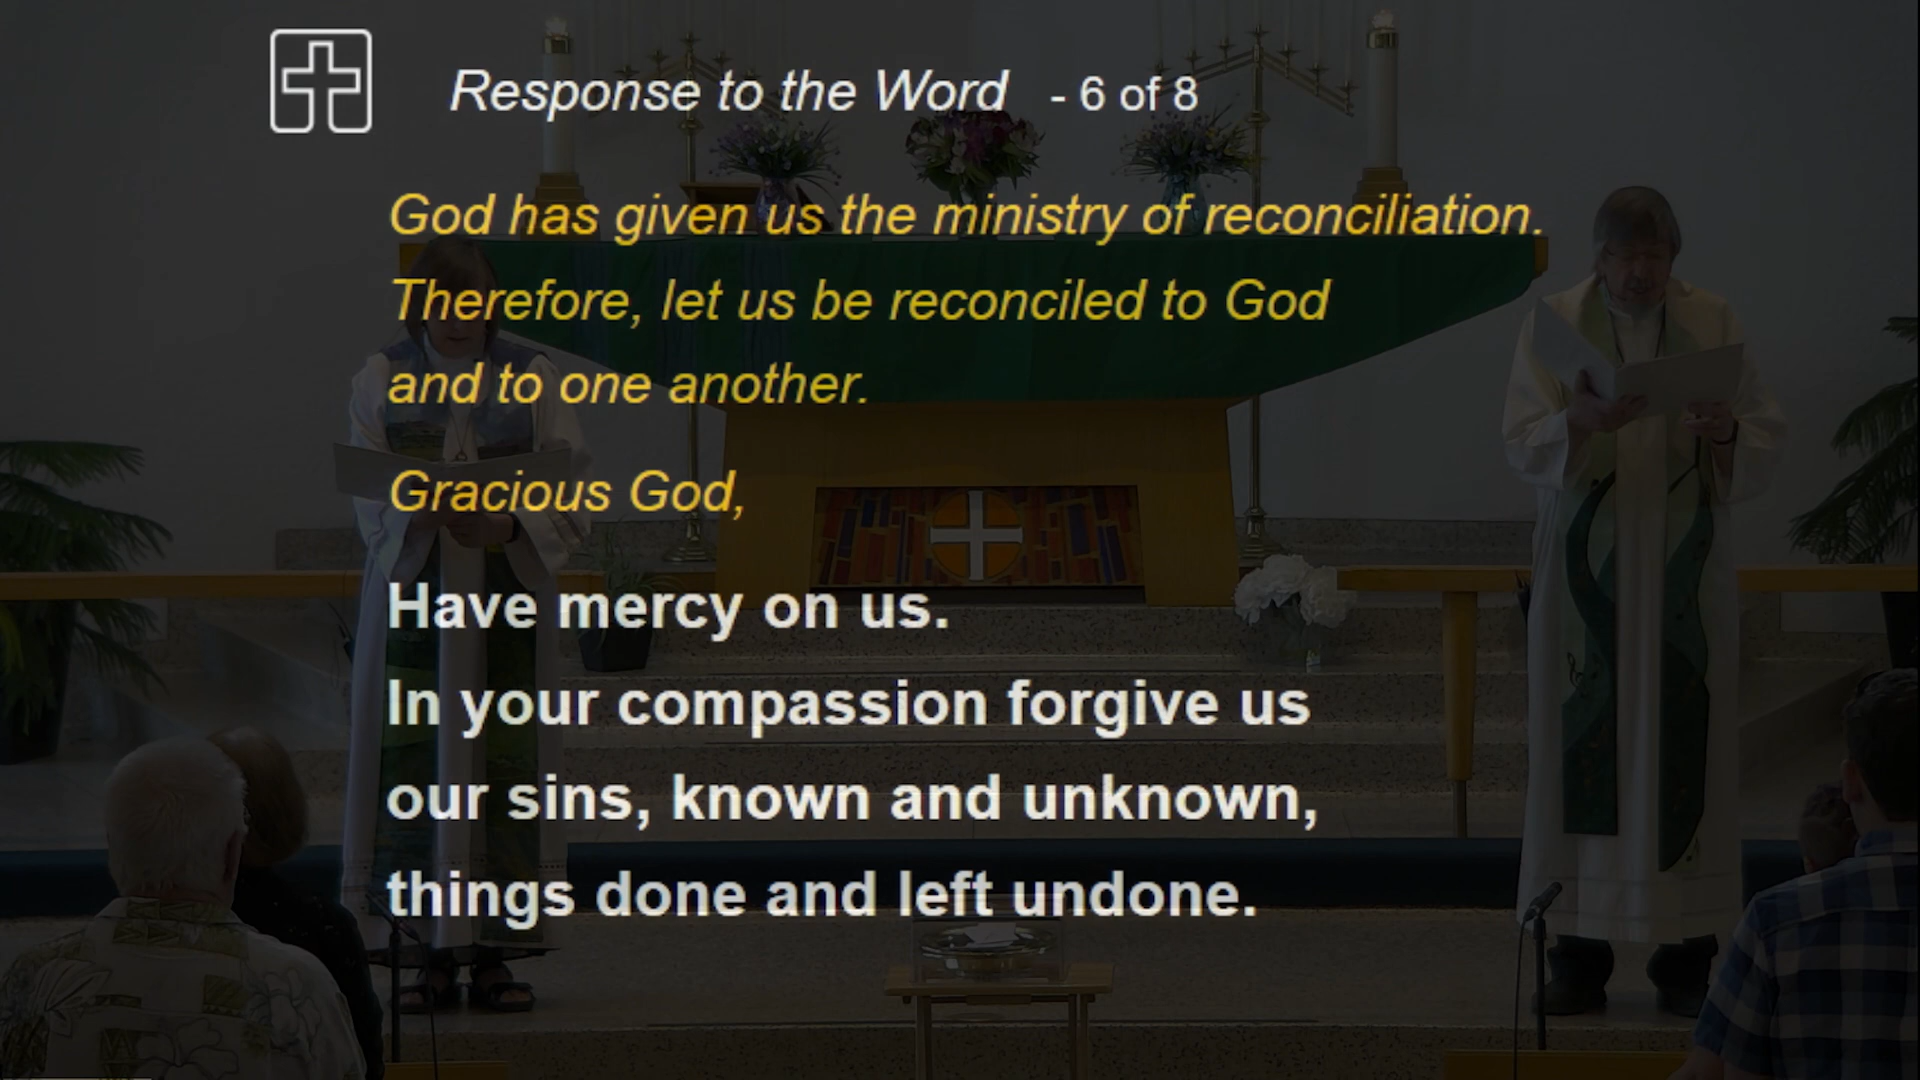 Response to the Word - 6 of 8
God has given us the ministry of reconciliation.
Therefore, let us be reconciled to God
and to one another.
Gracious God,
Have mercy on us.
In your compassion forgive us
our sins, known and unknown,
things done and left undone.